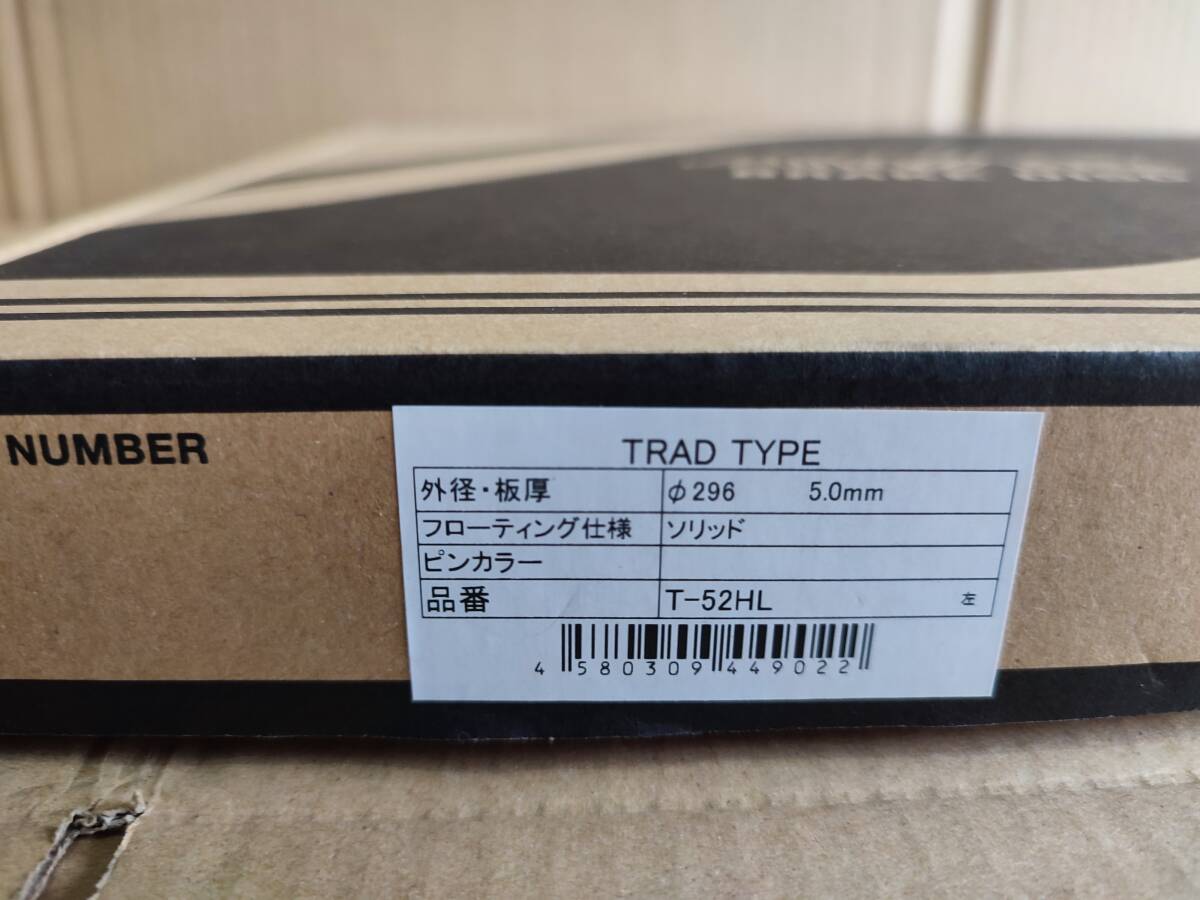 NUMBER
TRAD TYPE
外径・板厚 φ296 5.0mm
フローティング仕様 ソリッド
ピンカラー
品番 T-52HL 左
4 580309 449022